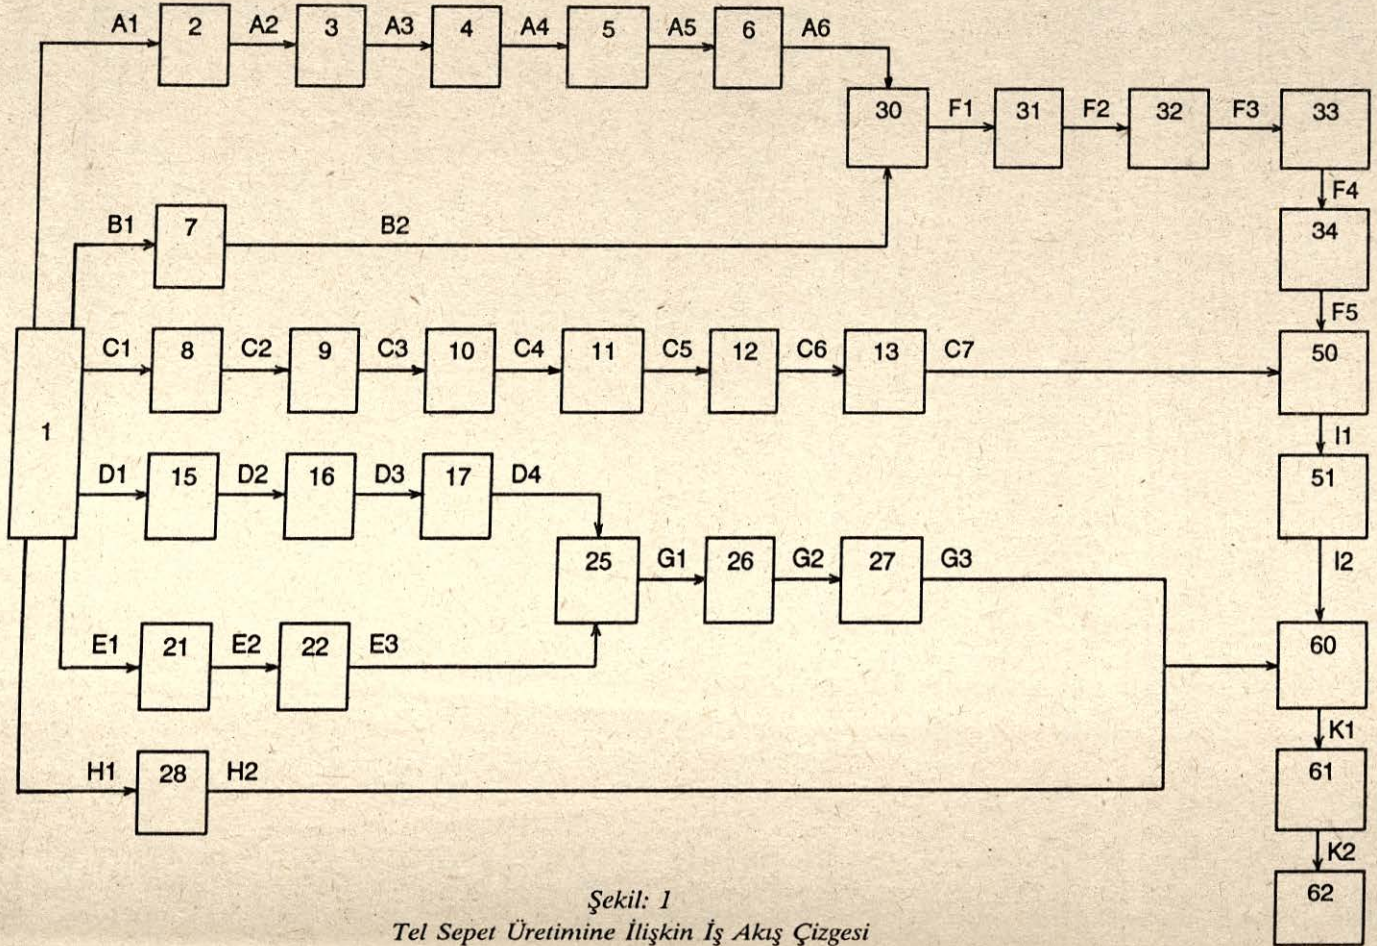 A1 2 A2 3 A3 4 A4 5 A5 6 A6
30 F1 31 F2 32 F3 33
F4
B1 7 B2 34
F5
C1 8 C2 9 C3 10 C4 11 C5 12 C6 13 C7 50
1 I1
D1 15 D2 16 D3 17 D4 51
25 G1 26 G2 27 G3 I2
E1 21 E2 22 E3 60
K1
H1 28 H2 61
K2
62
Şekil: 1
Tel Sepet Üretimine İlişkin İş Akış Çizgesi